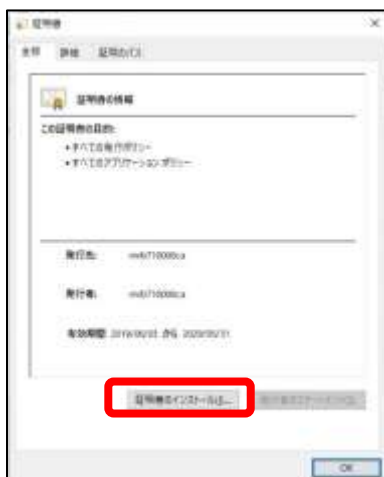 証明書
全般 詳細 証明のパス
証明書の情報
この証明書の目的:
• すべての発行ポリシー
• すべてのアプリケーション ポリシー
発行先:
発行者:
有効期間 から
証明書のインストール(I)...
OK